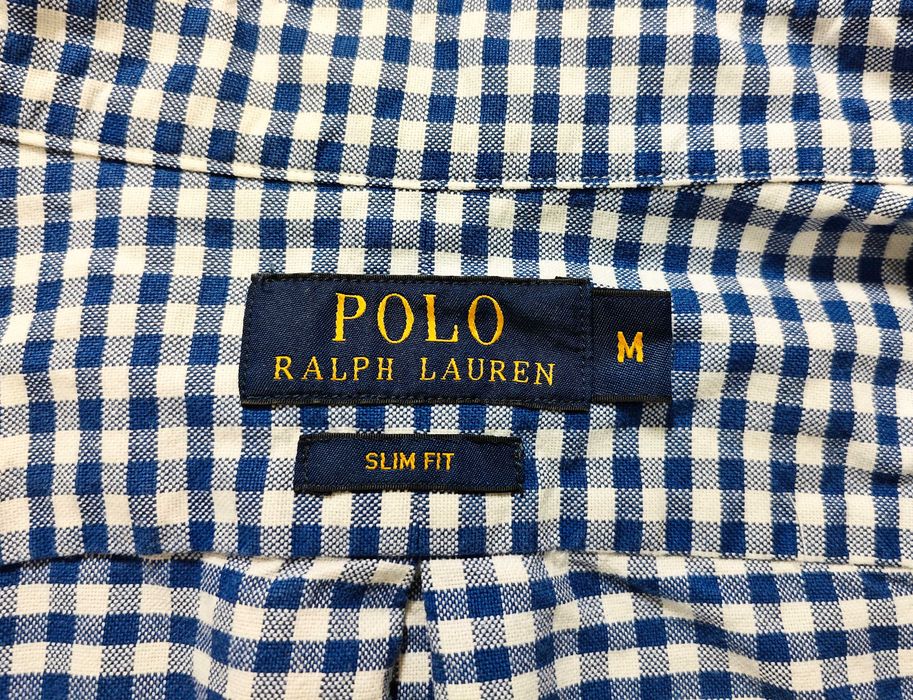 POLO
RALPH LAUREN
M
SLIM FIT